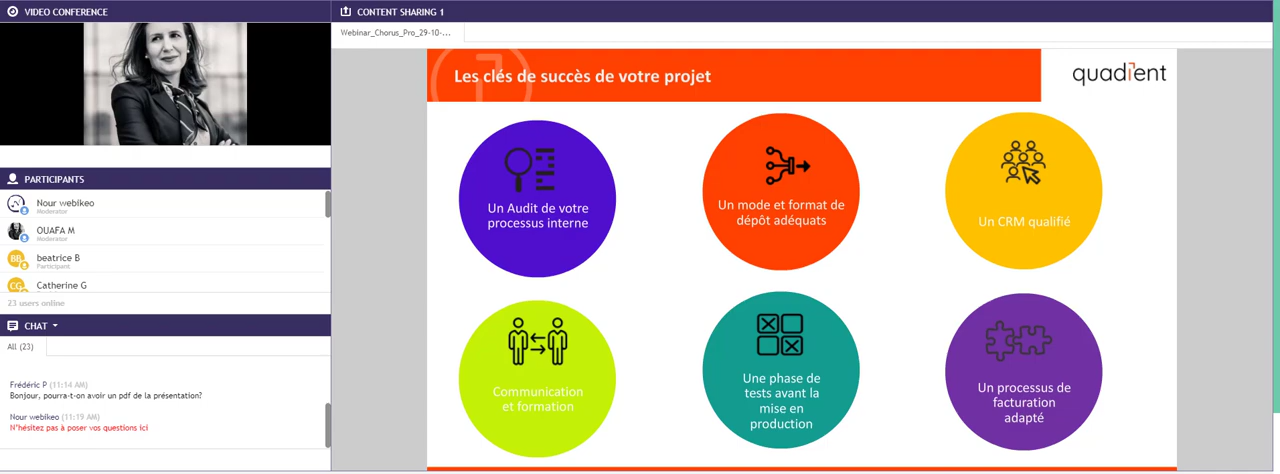 VIDEO CONFERENCE
PARTICIPANTS
Nour webikeo
Moderator
OUAFA M
Moderator
BB
beatrice B
Participant
CG
Catherine G
23 users online
CHAT
All (23)
Frédéric P (11:14 AM)
Bonjour, pourra-t-on avoir un pdf de la présentation?
Nour webikeo (11:19 AM)
N'hésitez pas à poser vos questions ici
CONTENT SHARING 1
Webinar_Chorus_Pro_29-10-...
Les clés de succès de votre projet
quadient
Un Audit de votre
processus interne
Un mode et format de
dépôt adéquats
Un CRM qualifié
Communication
et formation
Une phase de
tests avant la
mise en
production
Un processus de
facturation
adapté